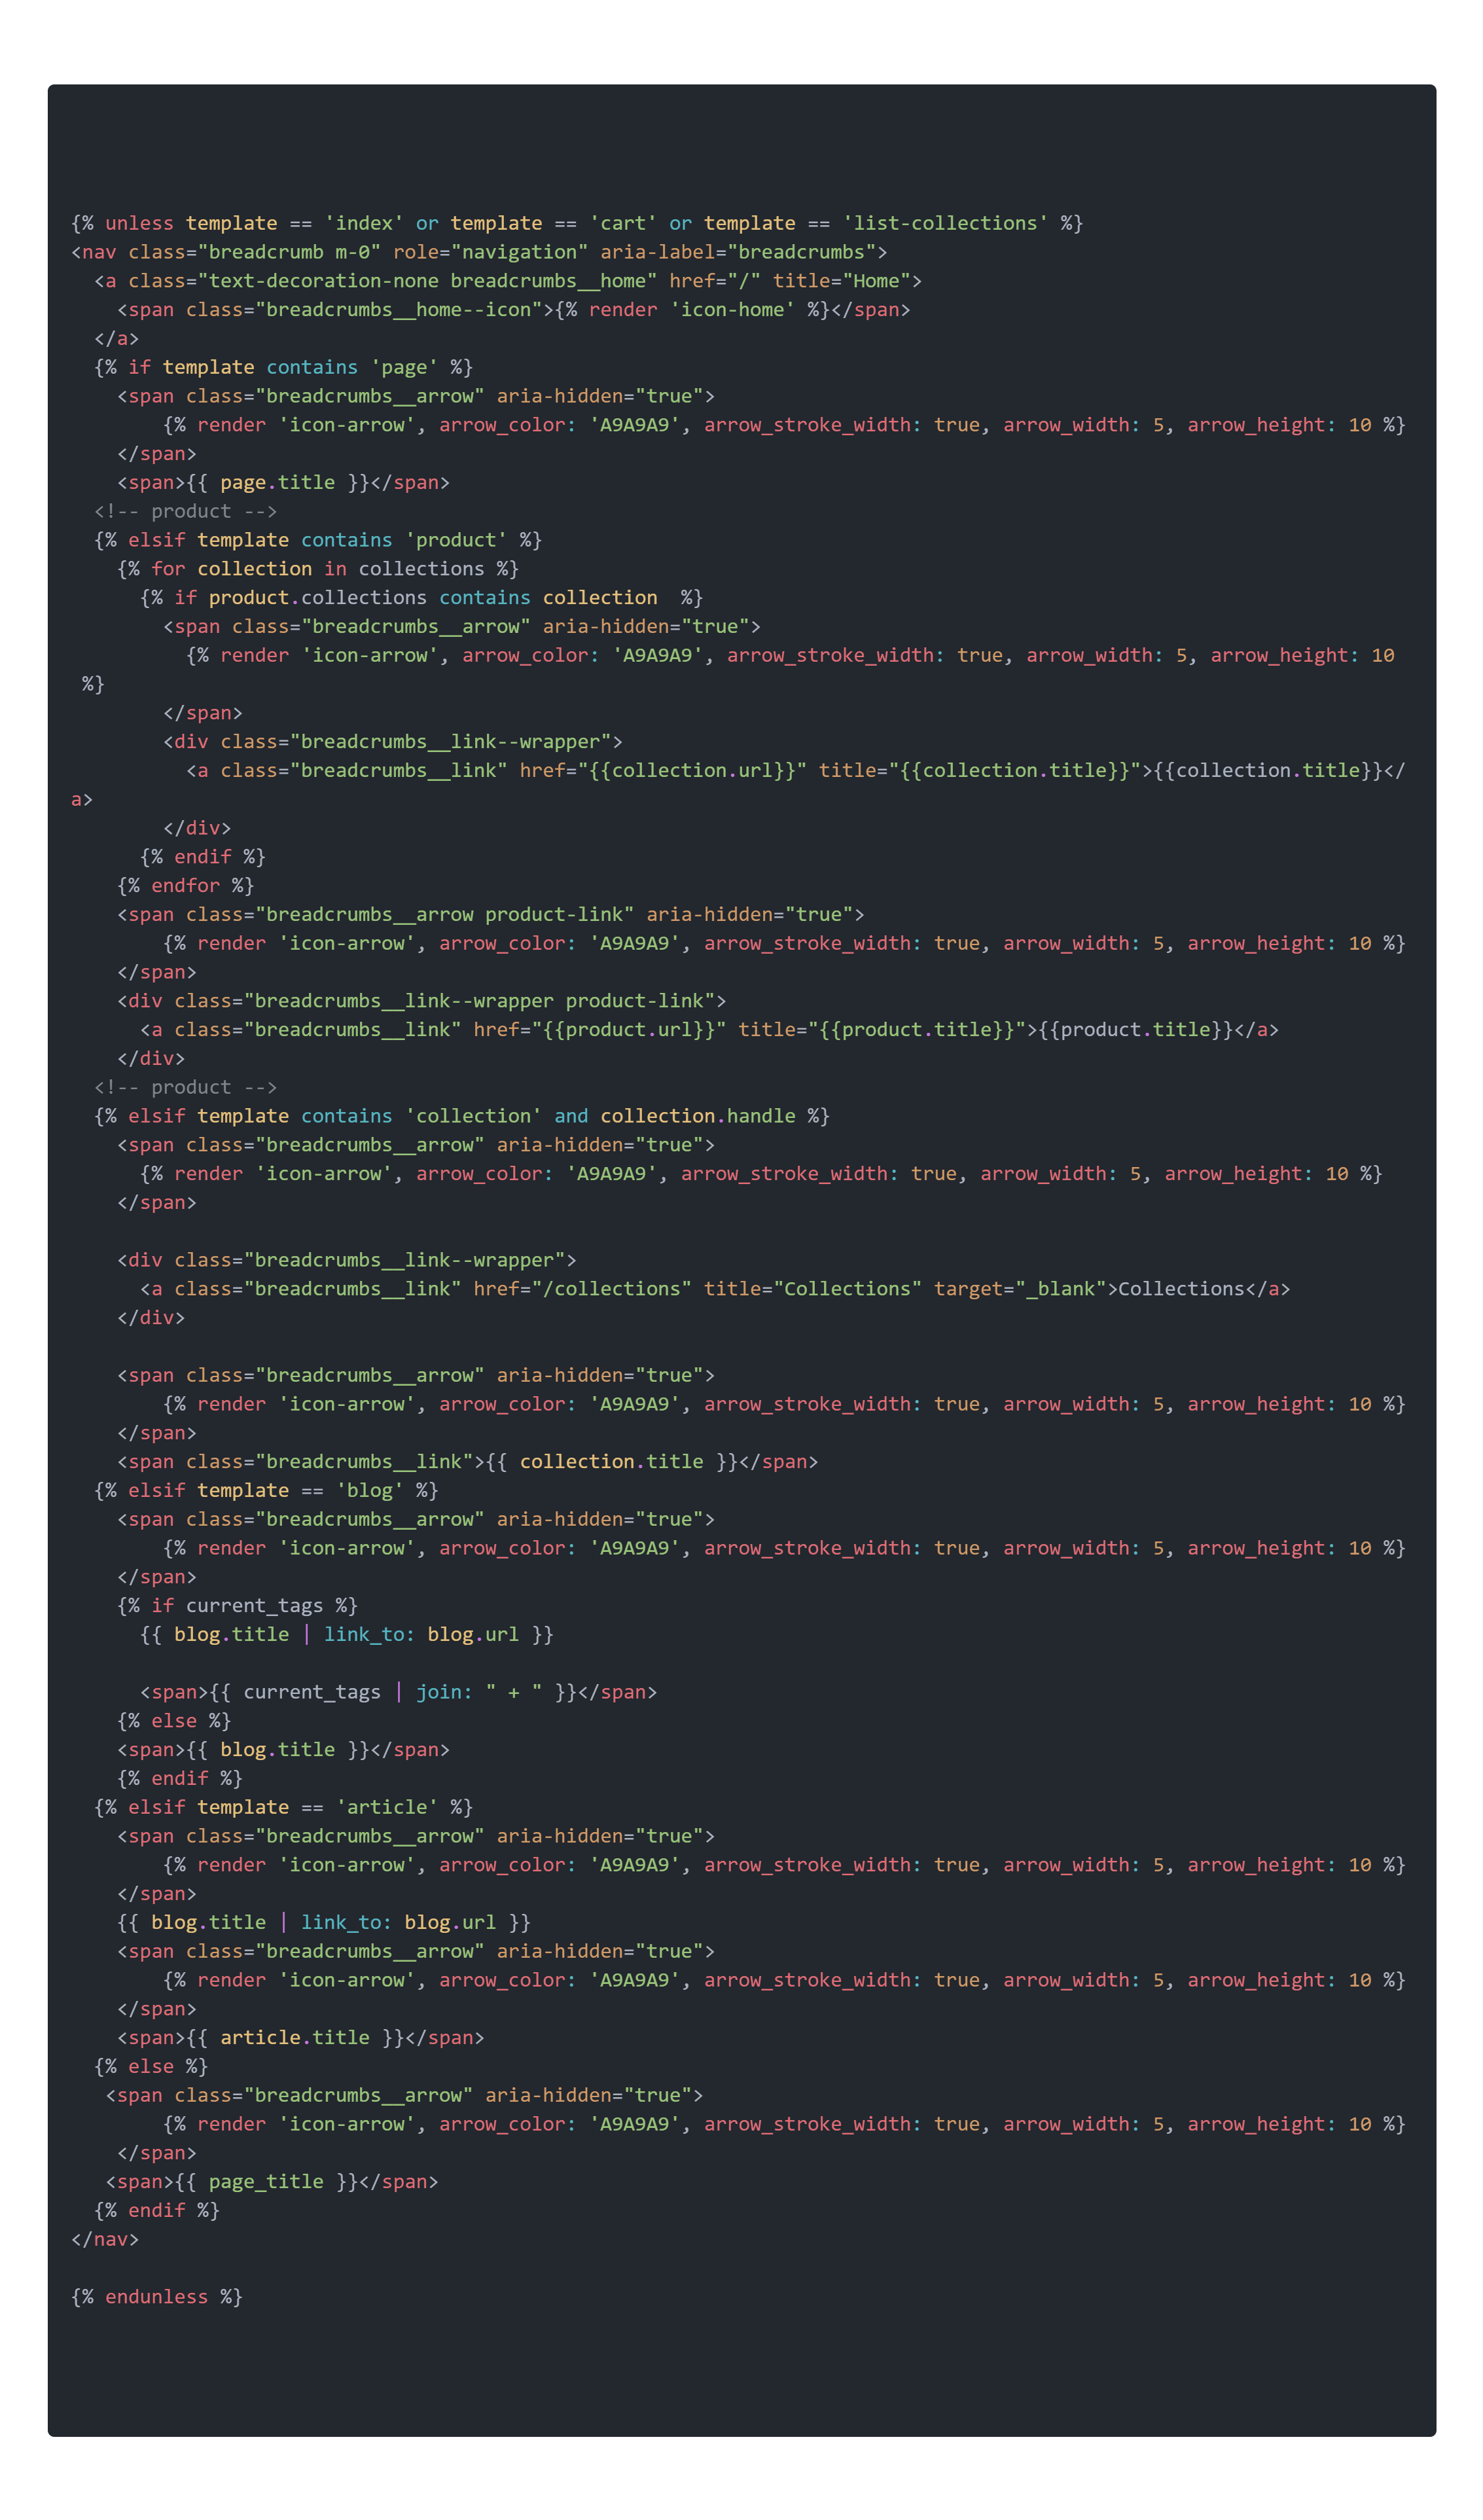 {% unless template == 'index' or template == 'cart' or template == 'list-collections' %}
<nav class="breadcrumb m-0" role="navigation" aria-label="breadcrumbs">
  <a class="text-decoration-none breadcrumbs__home" href="/" title="Home">
    <span class="breadcrumbs__home--icon">{% render 'icon-home' %}</span>
  </a>
  {% if template contains 'page' %}
    <span class="breadcrumbs__arrow" aria-hidden="true">
        {% render 'icon-arrow', arrow_color: 'A9A9A9', arrow_stroke_width: true, arrow_width: 5, arrow_height: 10 %}
    </span>
    <span>{{ page.title }}</span>
  <!-- product -->
  {% elsif template contains 'product' %}
    {% for collection in collections %}
      {% if product.collections contains collection  %}
        <span class="breadcrumbs__arrow" aria-hidden="true">
          {% render 'icon-arrow', arrow_color: 'A9A9A9', arrow_stroke_width: true, arrow_width: 5, arrow_height: 10
 %}
        </span>
        <div class="breadcrumbs__link--wrapper">
          <a class="breadcrumbs__link" href="{{collection.url}}" title="{{collection.title}}">{{collection.title}}</
a>
        </div>
      {% endif %}
    {% endfor %}
    <span class="breadcrumbs__arrow product-link" aria-hidden="true">
        {% render 'icon-arrow', arrow_color: 'A9A9A9', arrow_stroke_width: true, arrow_width: 5, arrow_height: 10 %}
    </span>
    <div class="breadcrumbs__link--wrapper product-link">
      <a class="breadcrumbs__link" href="{{product.url}}" title="{{product.title}}">{{product.title}}</a>
    </div>
  <!-- product -->
  {% elsif template contains 'collection' and collection.handle %}
    <span class="breadcrumbs__arrow" aria-hidden="true">
      {% render 'icon-arrow', arrow_color: 'A9A9A9', arrow_stroke_width: true, arrow_width: 5, arrow_height: 10 %}
    </span>

    <div class="breadcrumbs__link--wrapper">
      <a class="breadcrumbs__link" href="/collections" title="Collections" target="_blank">Collections</a>
    </div>

    <span class="breadcrumbs__arrow" aria-hidden="true">
        {% render 'icon-arrow', arrow_color: 'A9A9A9', arrow_stroke_width: true, arrow_width: 5, arrow_height: 10 %}
    </span>
    <span class="breadcrumbs__link">{{ collection.title }}</span>
  {% elsif template == 'blog' %}
    <span class="breadcrumbs__arrow" aria-hidden="true">
        {% render 'icon-arrow', arrow_color: 'A9A9A9', arrow_stroke_width: true, arrow_width: 5, arrow_height: 10 %}
    </span>
    {% if current_tags %}
      {{ blog.title | link_to: blog.url }}

      <span>{{ current_tags | join: " + " }}</span>
    {% else %}
    <span>{{ blog.title }}</span>
    {% endif %}
  {% elsif template == 'article' %}
    <span class="breadcrumbs__arrow" aria-hidden="true">
        {% render 'icon-arrow', arrow_color: 'A9A9A9', arrow_stroke_width: true, arrow_width: 5, arrow_height: 10 %}
    </span>
    {{ blog.title | link_to: blog.url }}
    <span class="breadcrumbs__arrow" aria-hidden="true">
        {% render 'icon-arrow', arrow_color: 'A9A9A9', arrow_stroke_width: true, arrow_width: 5, arrow_height: 10 %}
    </span>
    <span>{{ article.title }}</span>
  {% else %}
   <span class="breadcrumbs__arrow" aria-hidden="true">
        {% render 'icon-arrow', arrow_color: 'A9A9A9', arrow_stroke_width: true, arrow_width: 5, arrow_height: 10 %}
    </span>
   <span>{{ page_title }}</span>
  {% endif %}
</nav>

{% endunless %}